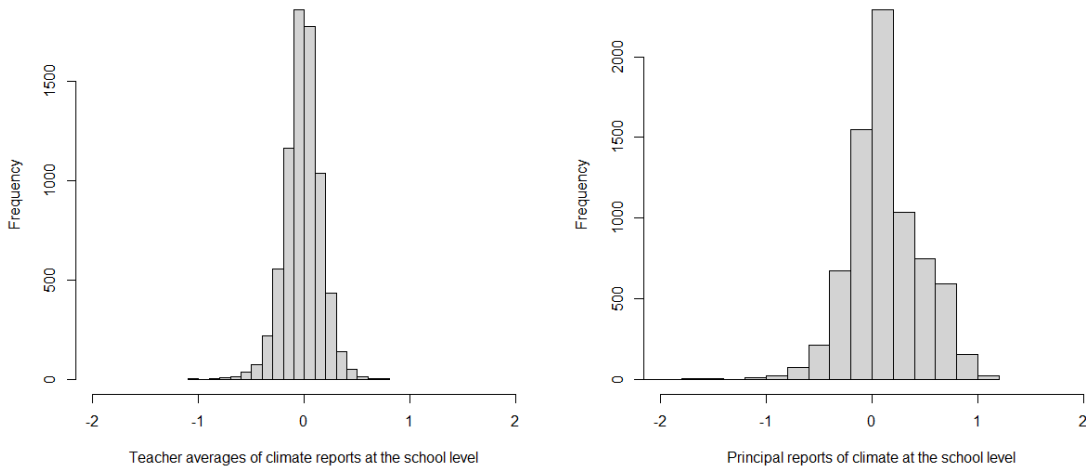 Frequency
1500
1000
500
0
-2 -1 0 1 2
Teacher averages of climate reports at the school level
Frequency
2000
1500
1000
500
0
-2 -1 0 1 2
Principal reports of climate at the school level